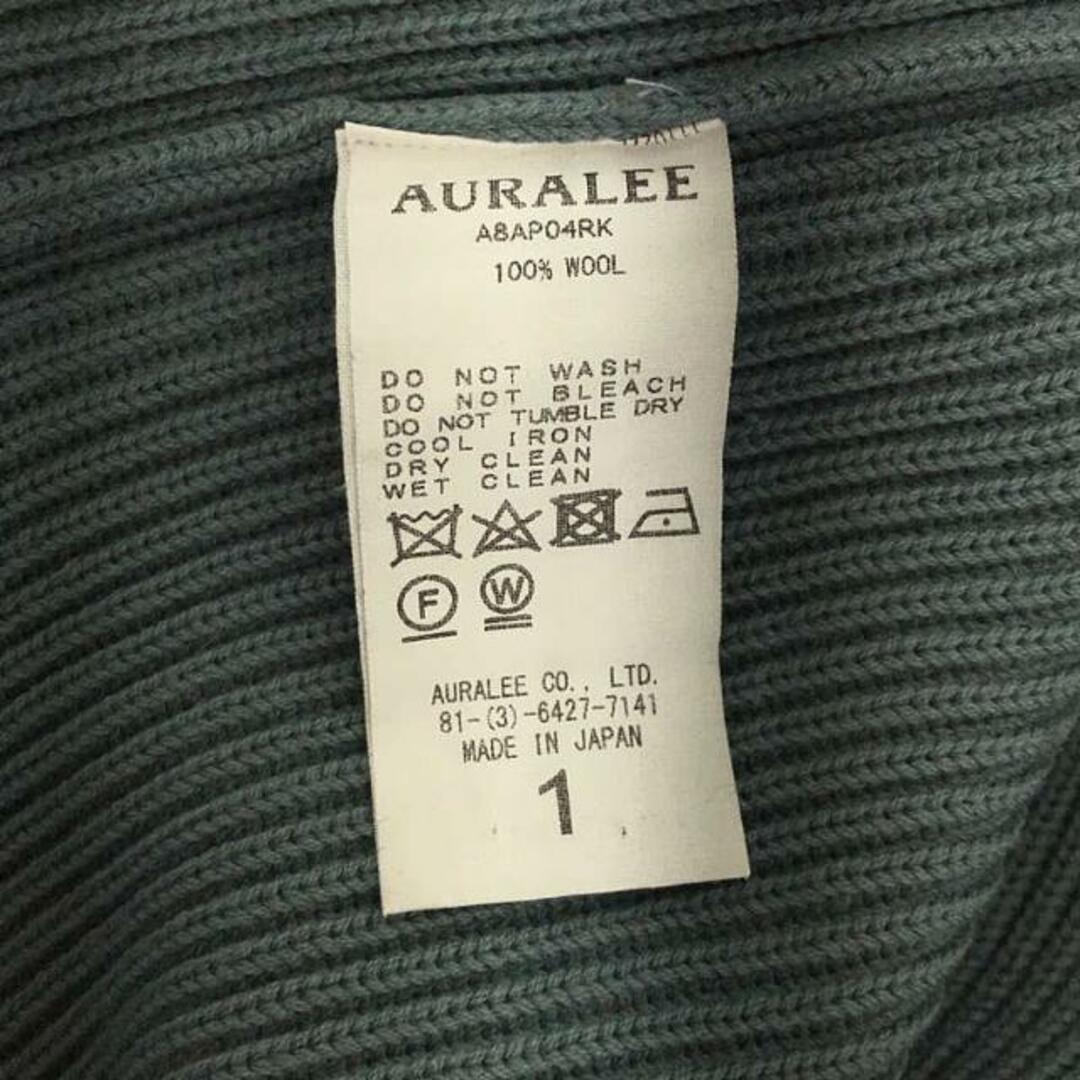 AURALEE
A8AP04RK
100% WOOL
DO NOT WASH
DO NOT BLEACH
DO NOT TUMBLE DRY
COOL IRON
DRY CLEAN
WET CLEAN
F W
AURALEE CO., LTD.
81-(3)-6427-7141
MADE IN JAPAN
1